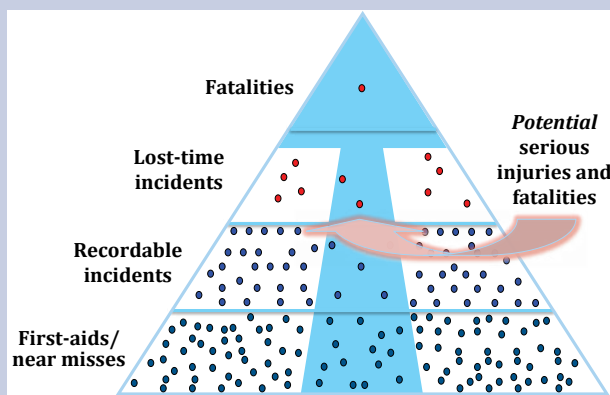 Fatalities
Lost-time
incidents
Potential
serious
injuries and
fatalities
Recordable
incidents
First-aids/
near misses